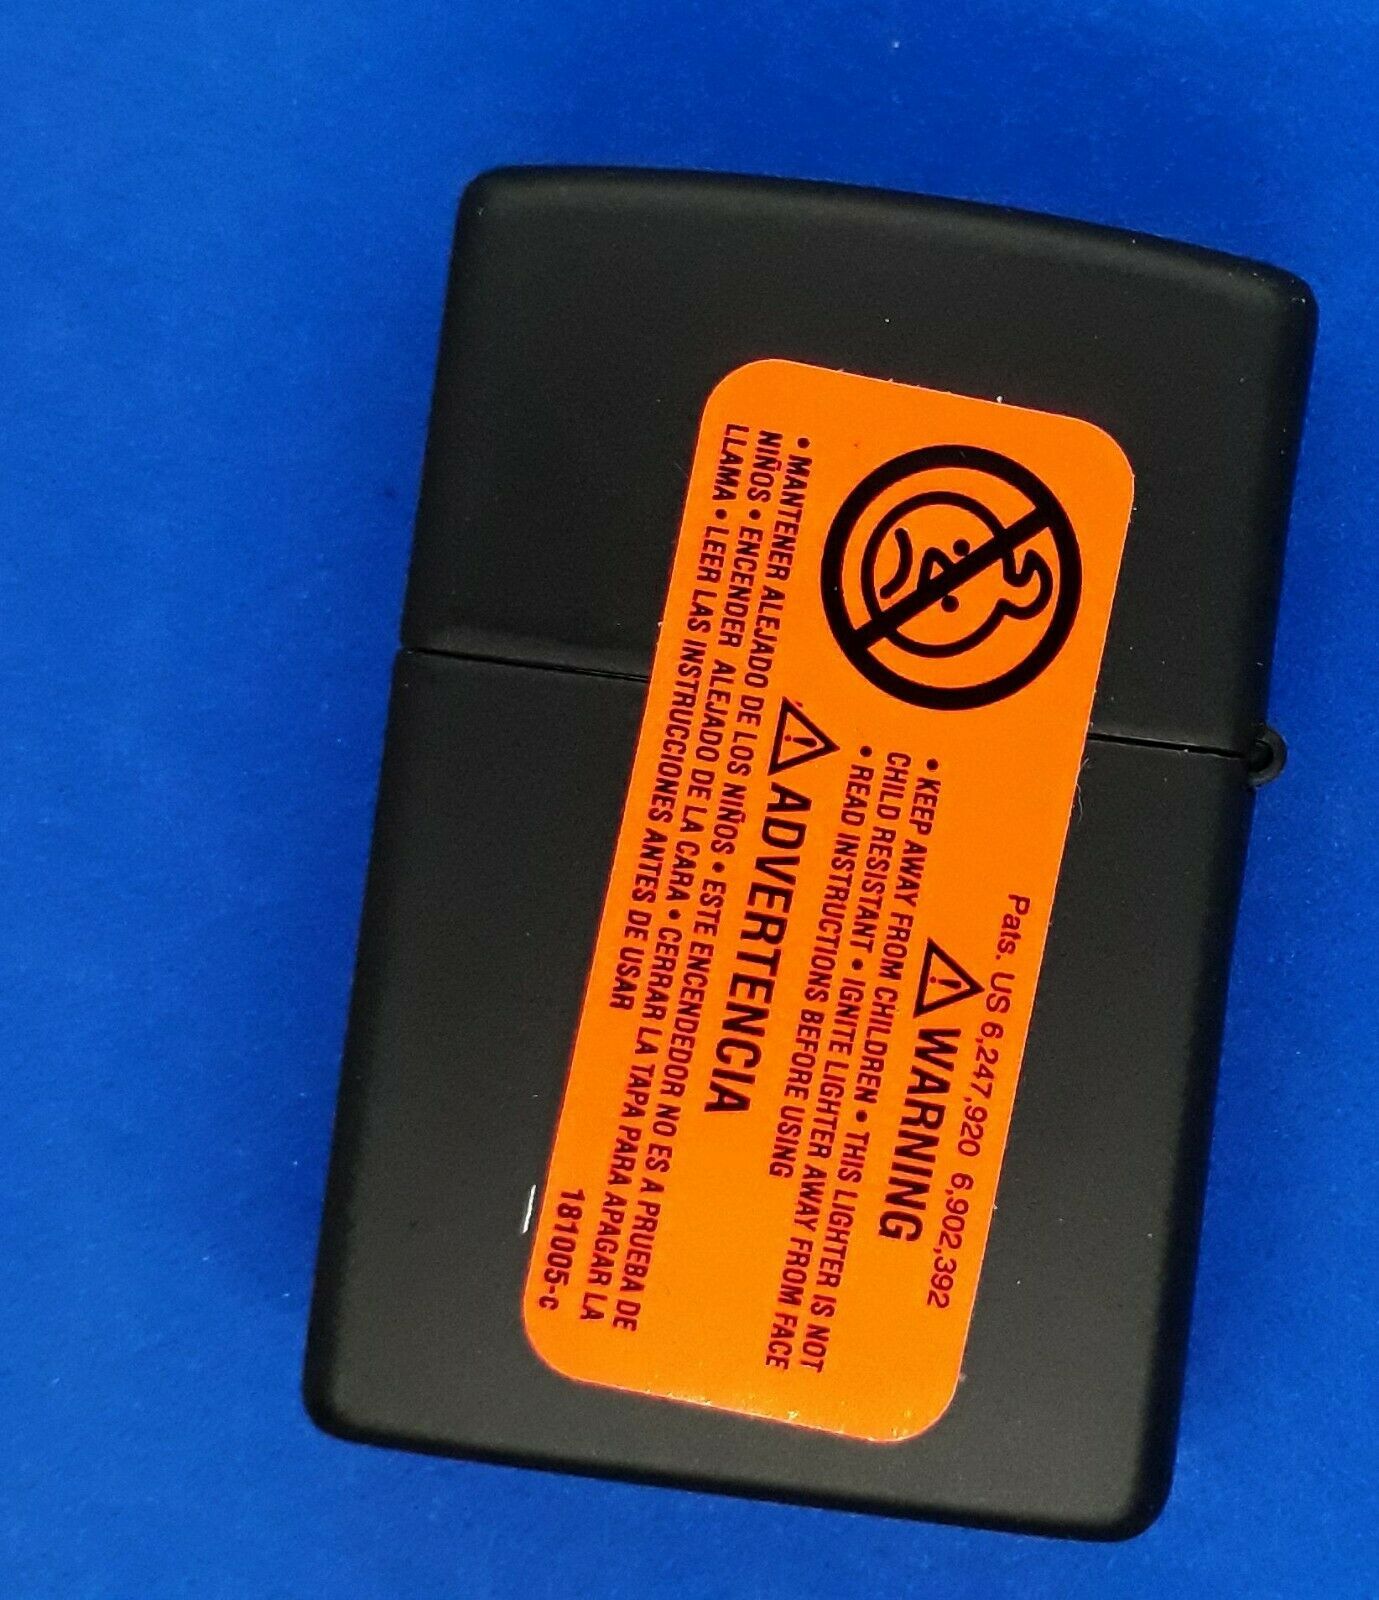 Pats. US 6,247,920 6,902,392
WARNING
• KEEP AWAY FROM CHILDREN • THIS LIGHTER IS NOT
CHILD RESISTANT • IGNITE LIGHTER AWAY FROM FACE
• READ INSTRUCTIONS BEFORE USING
ADVERTENCIA
• MANTENER ALEJADO DE LOS NIÑOS • ESTE ENCENDEDOR NO ES A PRUEBA DE
NIÑOS • ENCENDER ALEJADO DE LA CARA • CERRAR LA TAPA PARA APAGAR LA
LLAMA • LEER LAS INSTRUCCIONES ANTES DE USAR
181005-c